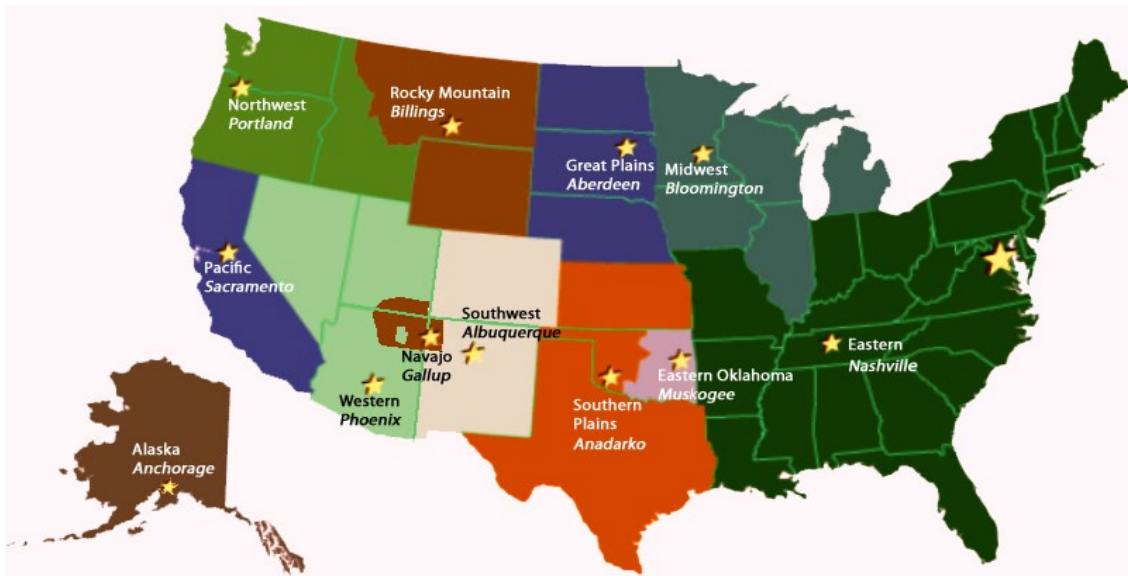 Northwest
Portland
Rocky Mountain
Billings
Great Plains
Aberdeen
Midwest
Bloomington
Pacific
Sacramento
Southwest
Albuquerque
Navajo
Gallup
Western
Phoenix
Eastern Oklahoma
Muskogee
Southern
Plains
Anadarko
Eastern
Nashville
Alaska
Anchorage